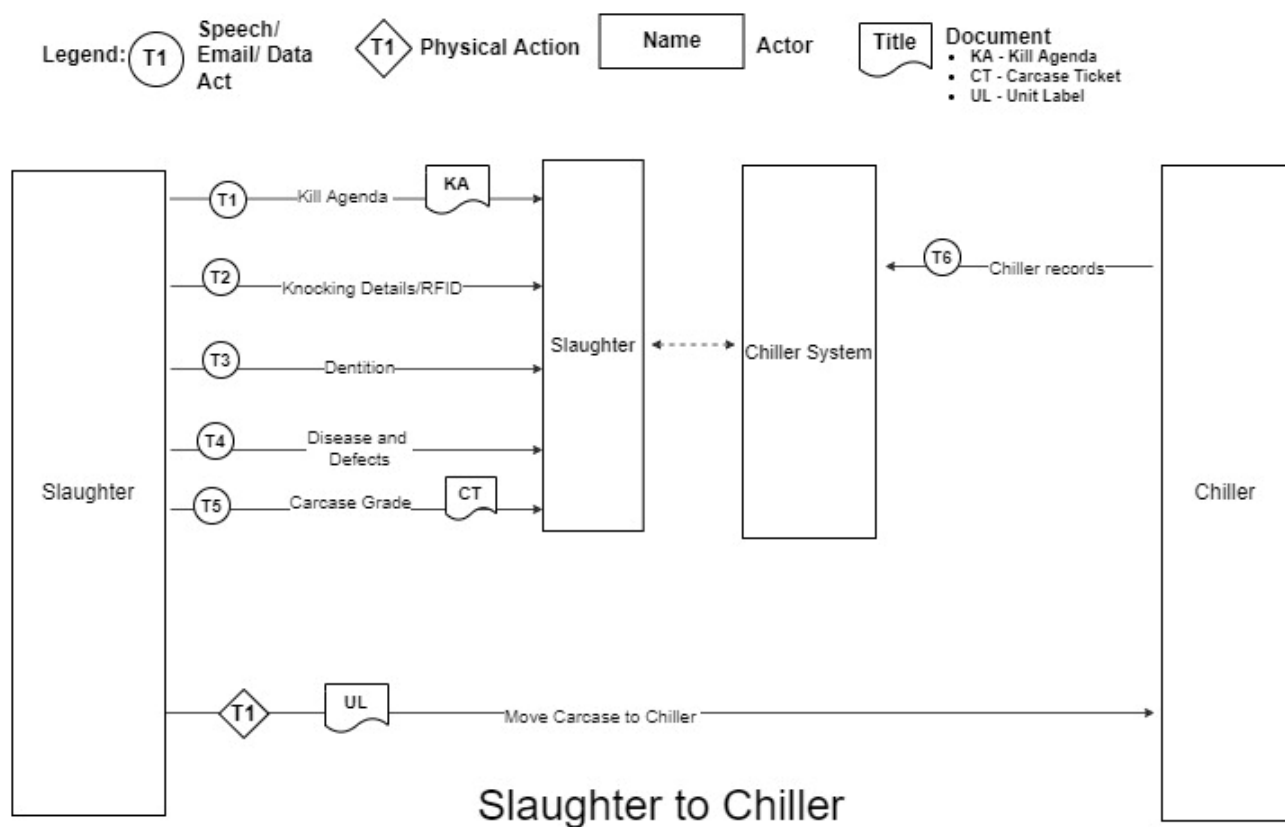 Legend:
T1
Speech/
Email/ Data
Act
T1
Physical Action
Name
Actor
Title
Document
KA - Kill Agenda
CT - Carcase Ticket
UL - Unit Label
Slaughter
T1
Kill Agenda
KA
T2
Knocking Details/RFID
T3
Dentition
T4
Disease and
Defects
T5
Carcase Grade
CT
Slaughter
Chiller System
T6
Chiller records
Chiller
T1
UL
Move Carcase to Chiller
Slaughter to Chiller